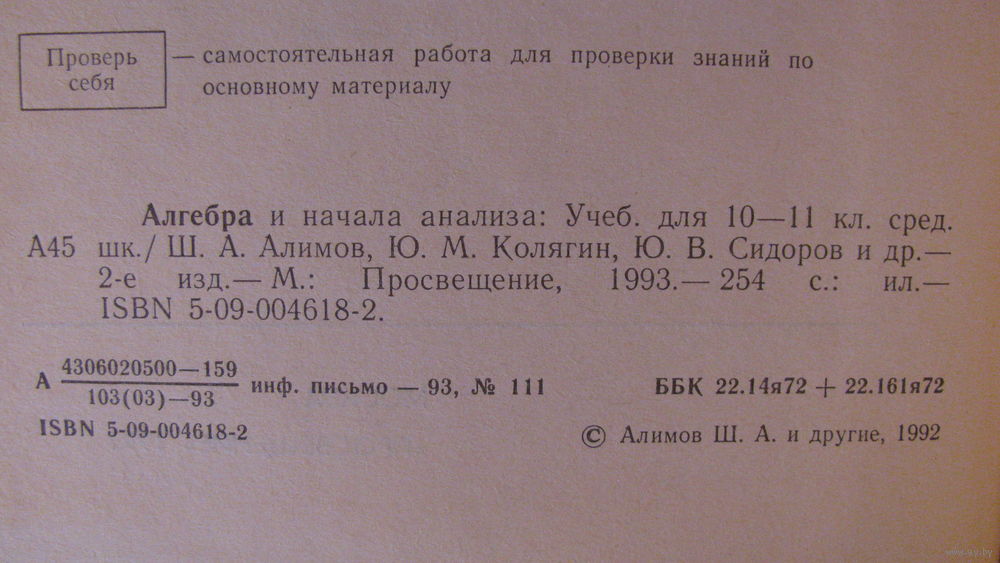 Проверь — самостоятельная работа для проверки знаний по
себя основному материалу
Алгебра и начала анализа: Учеб. для 10—11 кл. сред.
А45 шк./ Ш. А. Алимов, Ю. М. Колягин, Ю. В. Сидоров и др.—
2-е изд.— М.: Просвещение, 1993.— 254 с.: ил.—
ISBN 5-09-004618-2.
А 4306020500—159
103(03)—93 инф. письмо — 93, № 111 ББК 22.14я72 + 22.161я72
ISBN 5-09-004618-2 © Алимов Ш. А. и другие, 1992